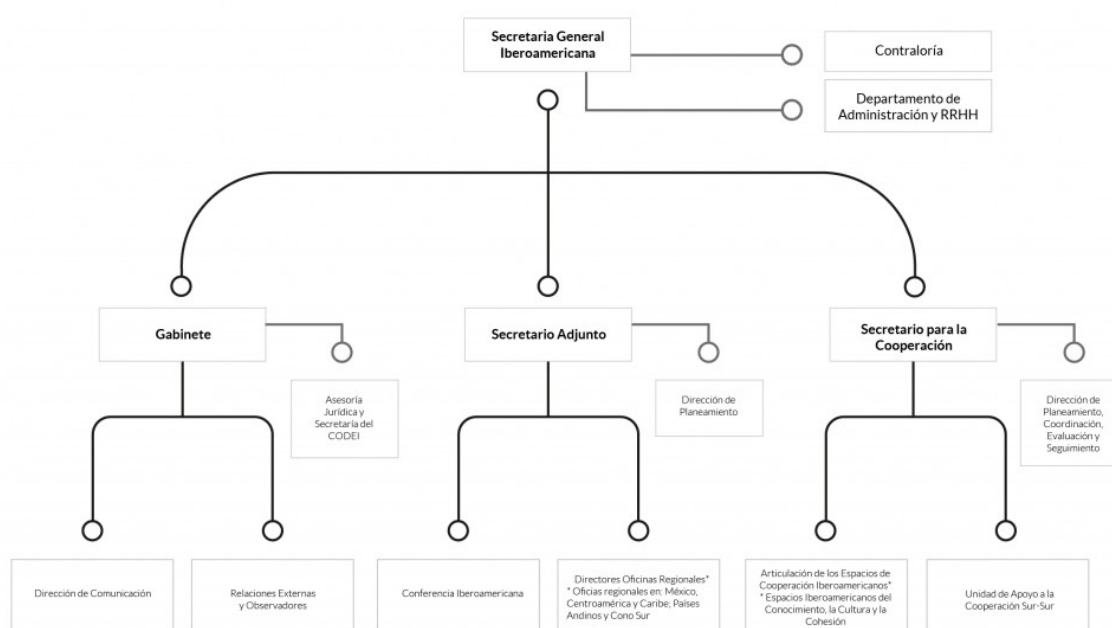 Secretaria General
Iberoamericana
Contraloría
Departamento de
Administración y RRHH
Gabinete
Secretario Adjunto
Secretario para la
Cooperación
Asesoría
Jurídica y
Secretaría del
CODEI
Dirección de
Planeamiento
Dirección de
Planeamiento,
Coordinación,
Evaluación y
Seguimiento
Dirección de Comunicación
Relaciones Externas
y Observadores
Conferencia Iberoamericana
Directores Oficinas Regionales*
* Oficias regionales en: México,
Centroamérica y Caribe; Países
Andinos y Cono Sur
Articulación de los Espacios de
Cooperación Iberoamericanos*
* Espacios Iberoamericanos del
Conocimiento, la Cultura y la
Cohesión
Unidad de Apoyo a la
Cooperación Sur-Sur